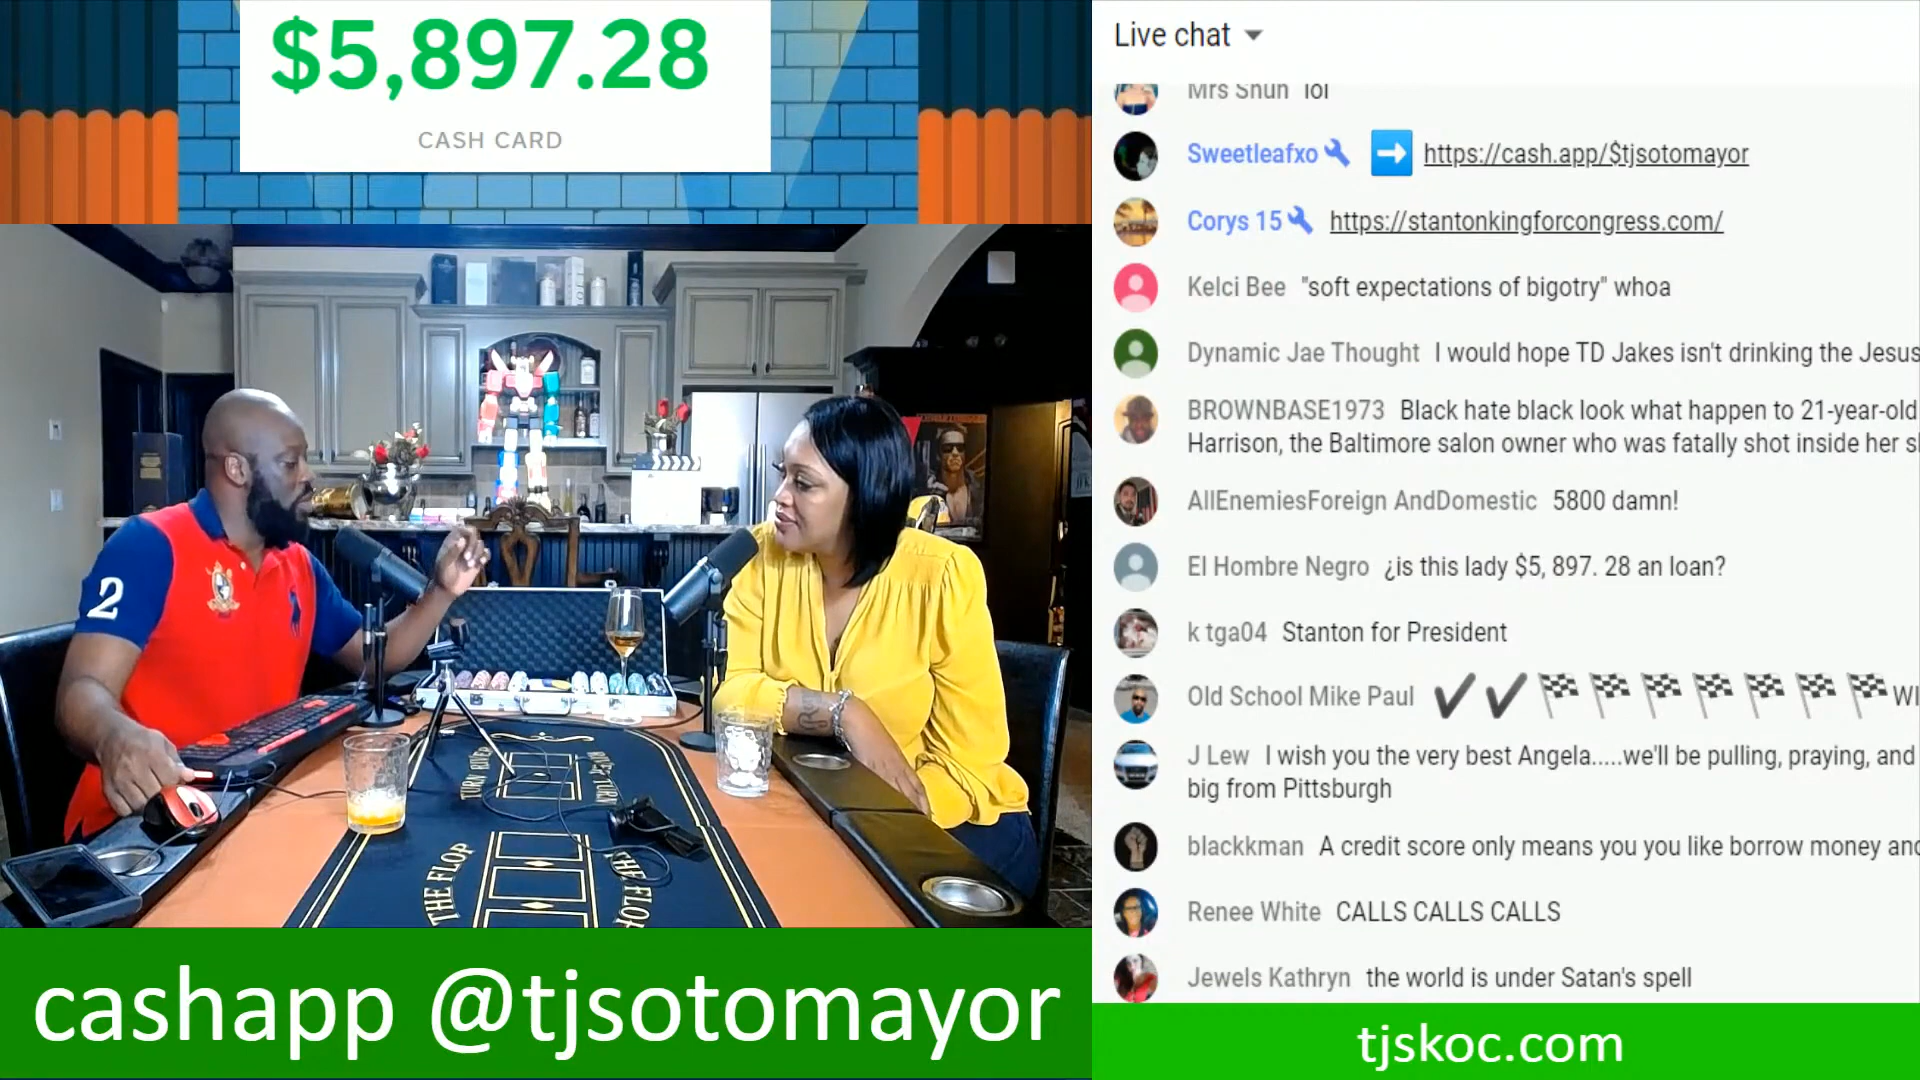 $5,897.28
CASH CARD
2
TURN RIVER
THE FLOP
cashapp @tjsotomayor
Live chat
Mrs Shun lol
Sweetleafxo https://cash.app/$tjsotomayor
Corys 15 https://stantonkingforcongress.com/
Kelci Bee "soft expectations of bigotry" whoa
Dynamic Jae Thought I would hope TD Jakes isn't drinking the Jesus
BROWNBASE1973 Black hate black look what happen to 21-year-old
Harrison, the Baltimore salon owner who was fatally shot inside her s
AllEnemiesForeign AndDomestic 5800 damn!
El Hombre Negro ¿is this lady $5, 897. 28 an loan?
k tga04 Stanton for President
Old School Mike Paul WI
J Lew I wish you the very best Angela.....we'll be pulling, praying, and
big from Pittsburgh
blackkman A credit score only means you you like borrow money and
Renee White CALLS CALLS CALLS
Jewels Kathryn the world is under Satan's spell
tjskoc.com